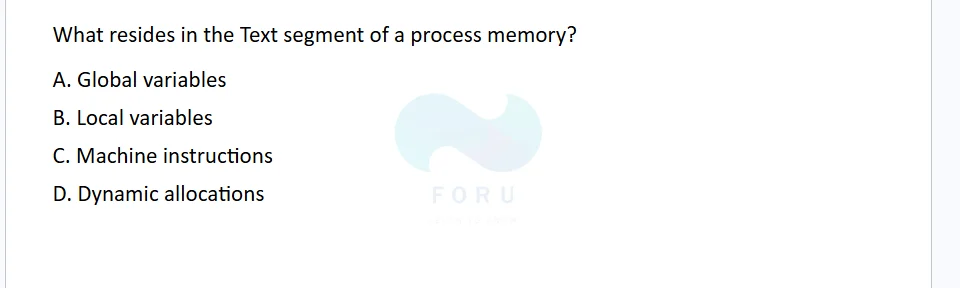 What resides in the Text segment of a process memory?
A. Global variables
B. Local variables
C. Machine instructions
D. Dynamic allocations
FORU